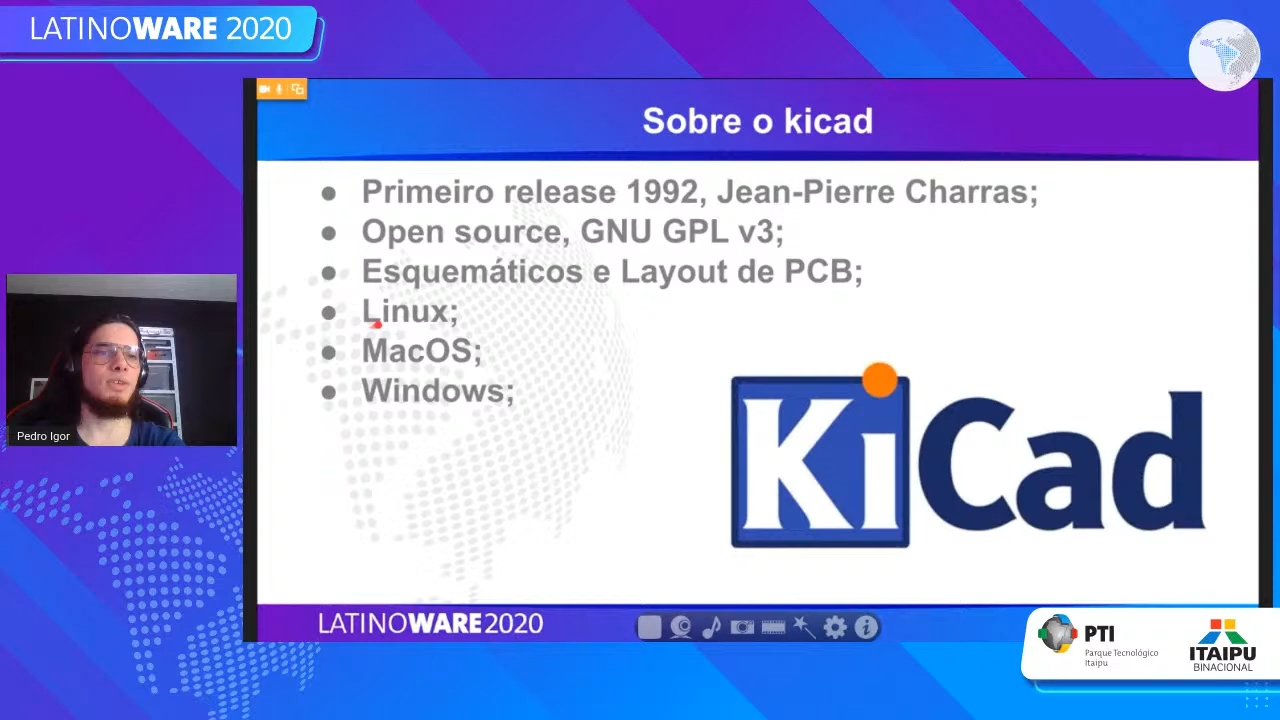 LATINOWARE 2020
Sobre o kicad
● Primeiro release 1992, Jean-Pierre Charras;
● Open source, GNU GPL v3;
● Esquemáticos e Layout de PCB;
● Linux;
● MacOS;
● Windows;
KiCad
Pedro Igor
LATINOWARE2020
PTI
Parque Tecnológico
Itaipu
ITAIPU
BINACIONAL